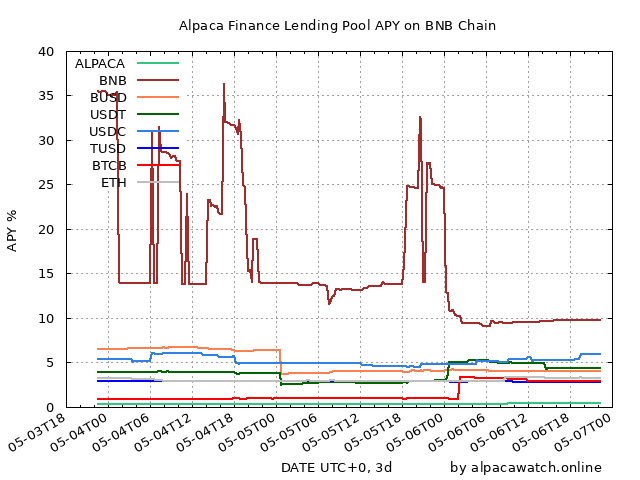 Alpaca Finance Lending Pool APY on BNB Chain
40
35
30
25
20
15
10
5
0
APY %
ALPACA
BNB
BUSD
USDT
USDC
TUSD
BTCB
ETH
05-03T18
05-04T00
05-04T06
05-04T12
05-04T18
05-05T00
05-05T06
05-05T12
05-05T18
05-06T00
05-06T06
05-06T12
05-06T18
05-07T00
DATE UTC+0, 3d
by alpacawatch.online